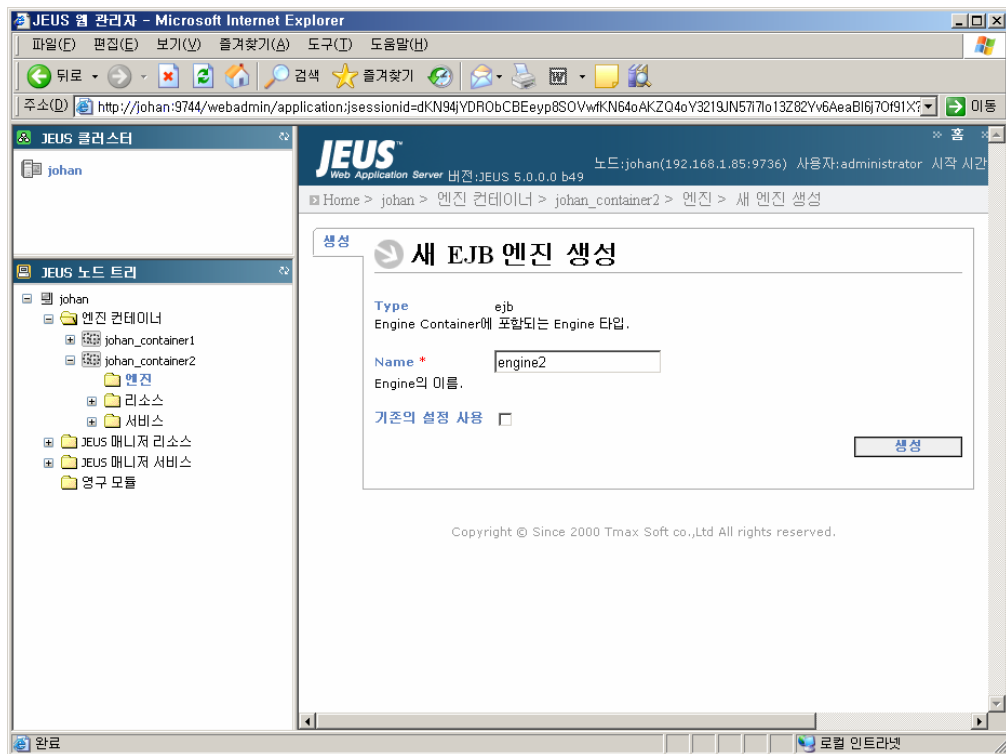 JEUS 웹 관리자 - Microsoft Internet Explorer
파일(F) 편집(E) 보기(V) 즐겨찾기(A) 도구(T) 도움말(H)
뒤로 검색 즐겨찾기
주소(D) 이동
JEUS 클러스터
johan
» 홈 »
JEUS™
Web Application Server 버전:JEUS 5.0.0.0 b49
노드:johan(192.168.1.85:9736) 사용자:administrator 시작 시간
Home > johan > 엔진 컨테이너 > johan_container2 > 엔진 > 새 엔진 생성
JEUS 노드 트리
johan
엔진 컨테이너
johan_container1
johan_container2
엔진
리소스
서비스
JEUS 매니저 리소스
JEUS 매니저 서비스
영구 모듈
생성
새 EJB 엔진 생성
Type ejb
Engine Container에 포함되는 Engine 타입.
Name * engine2
Engine의 이름.
기존의 설정 사용
생성
Copyright © Since 2000 Tmax Soft co.,Ltd All rights reserved.
완료
로컬 인트라넷